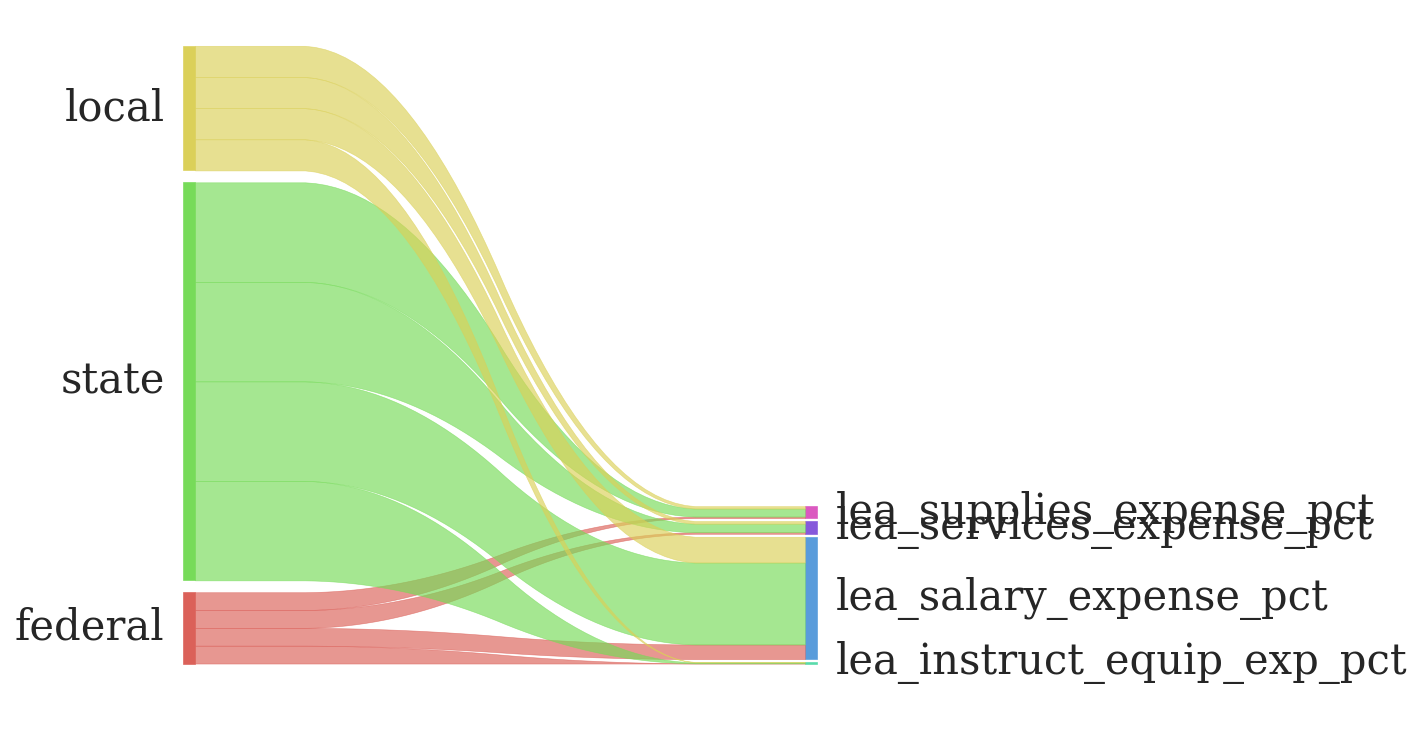 local
state
federal
lea_supplies_expense_pct
lea_services_expense_pct
lea_salary_expense_pct
lea_instruct_equip_exp_pct